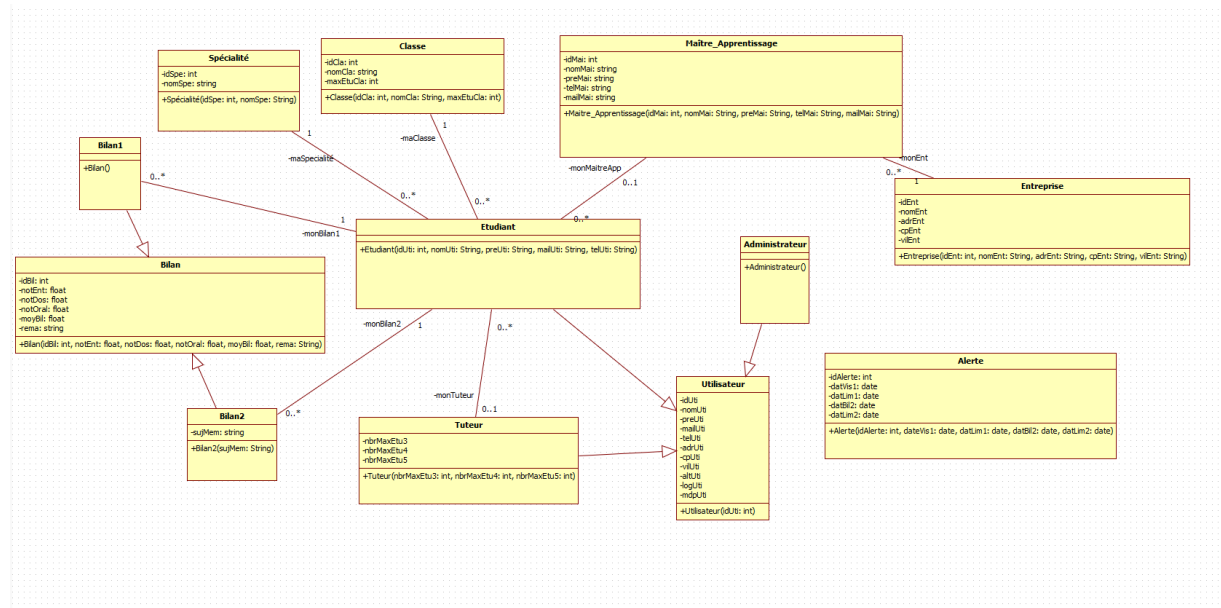 Spécialité
-idSpe: int
-nomSpe: string
+Spécialité(idSpe: int, nomSpe: String)
Classe
-idCla: int
-nomCla: string
-maxEtuCla: int
+Classe(idCla: int, nomCla: String, maxEtuCla: int)
Maître_Apprentissage
-idMai: int
-nomMai: string
-preMai: string
-telMai: string
-mailMai: string
+Maitre_Apprentissage(idMai: int, nomMai: String, preMai: String, telMai: String, mailMai: String)
Bilan1
+Bilan()
1
-maSpecialité
0..*
1
-maClasse
0..*
-monMaitreApp
0..1
0..*
-monEnt
0..*
1
Entreprise
-idEnt
-nomEnt
-adrEnt
-cpEnt
-vilEnt
+Entreprise(idEnt: int, nomEnt: String, adrEnt: String, cpEnt: String, vilEnt: String)
0..*
1
-monBilan1
Etudiant
+Etudiant(idUti: int, nomUti: String, preUti: String, mailUti: String, telUti: String)
Administrateur
+Administrateur()
Bilan
-idBil: int
-notEnt: float
-notDos: float
-notOral: float
-moyBil: float
-rema: string
+Bilan(idBil: int, notEnt: float, notDos: float, notOral: float, moyBil: float, rema: String)
-monBilan2
1
0..*
0..*
-monTuteur
0..1
Bilan2
-sujMem: string
+Bilan2(sujMem: String)
Tuteur
-nbrMaxEtu3
-nbrMaxEtu4
-nbrMaxEtu5
+Tuteur(nbrMaxEtu3: int, nbrMaxEtu4: int, nbrMaxEtu5: int)
Utilisateur
-idUti
-nomUti
-preUti
-mailUti
-telUti
-adrUti
-cpUti
-vilUti
-altUti
-logUti
-mdpUti
+Utilisateur(idUti: int)
Alerte
-idAlerte: int
-datVis1: date
-datLim1: date
-datBil2: date
-datLim2: date
+Alerte(idAlerte: int, dateVis1: date, datLim1: date, datBil2: date, datLim2: date)